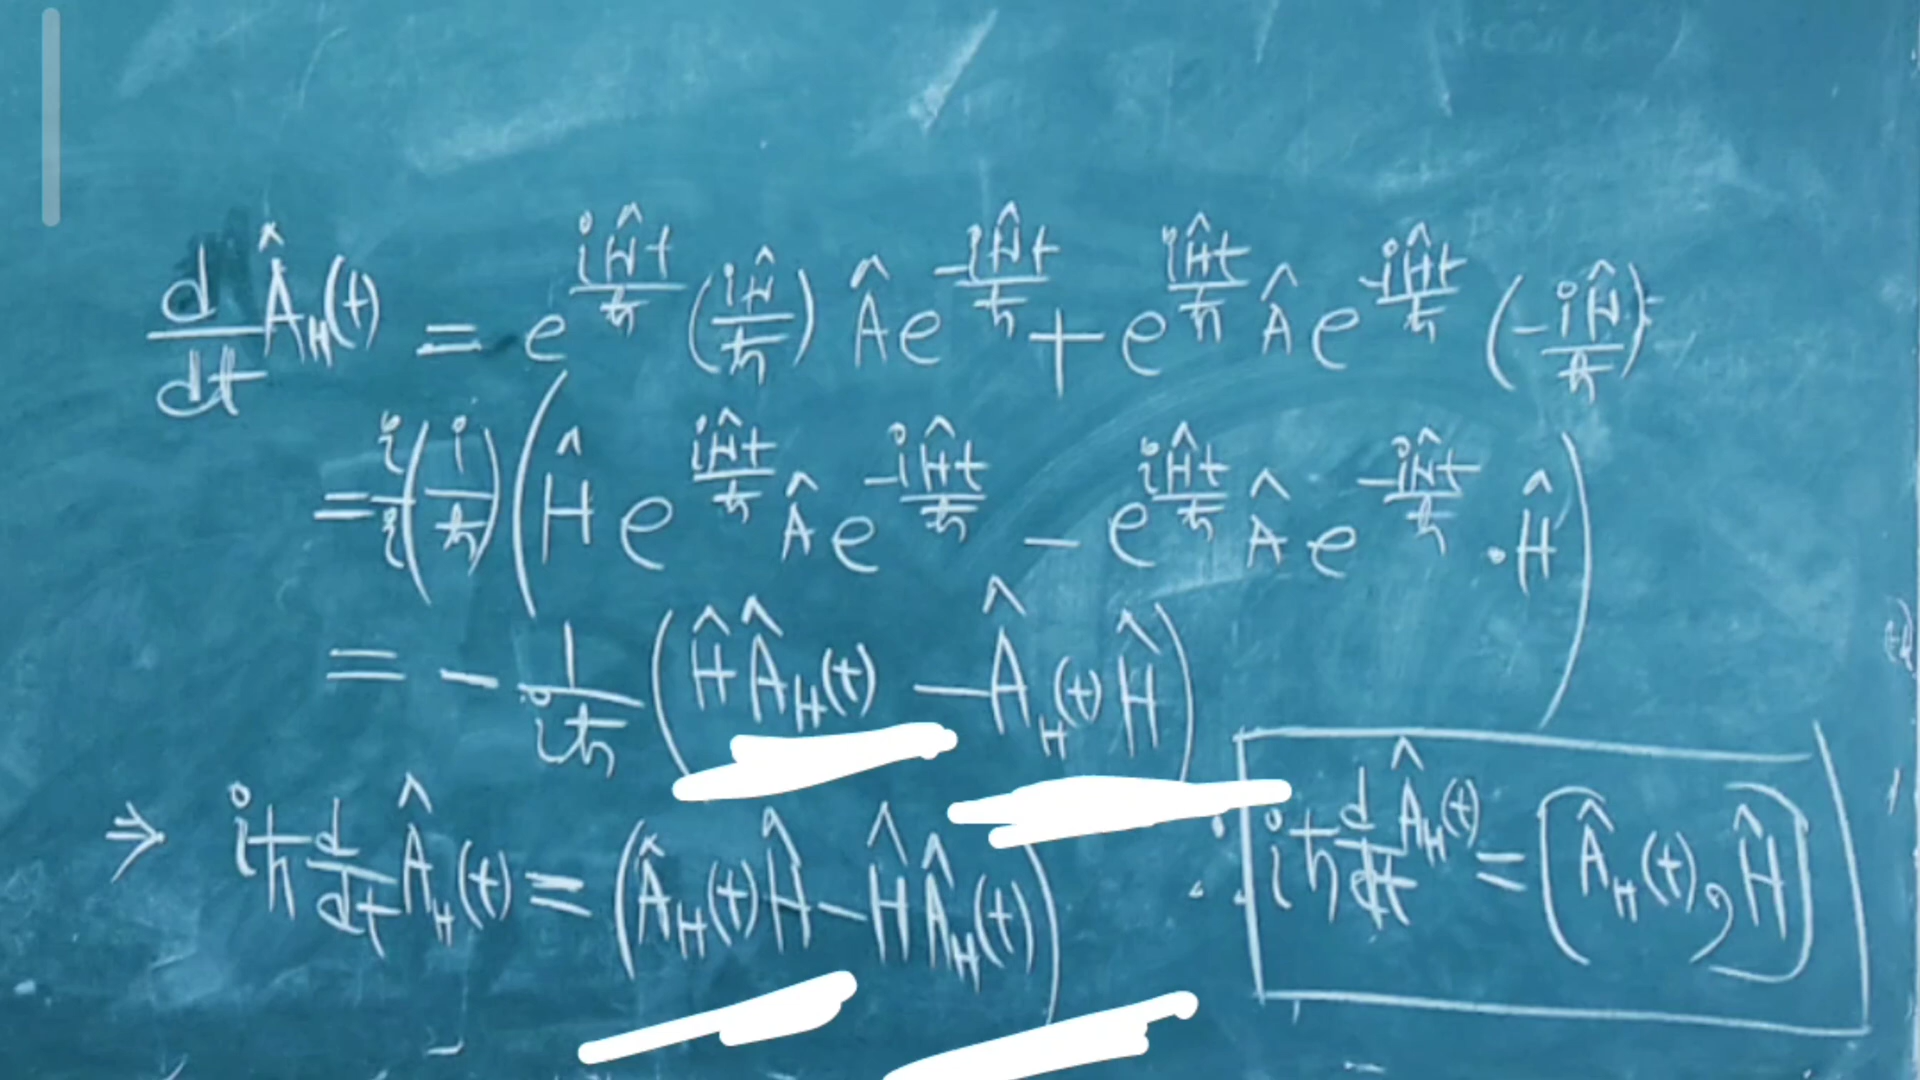 d/dt Â_H(t) = e^{iĤt/ħ} (iĤ/ħ) Â e^{-iĤt/ħ} + e^{iĤt/ħ} Â e^{-iĤt/ħ} (-iĤ/ħ)
= i/i (i/ħ) (Ĥ e^{iĤt/ħ} Â e^{-iĤt/ħ} - e^{iĤt/ħ} Â e^{-iĤt/ħ} · Ĥ)
= - 1/iħ (Ĥ Â_H(t) - Â_H(t) Ĥ)
⇒ iħ d/dt Â_H(t) = (Â_H(t) Ĥ - Ĥ Â_H(t))
∴ iħ d/dt Â_H(t) = [Â_H(t), Ĥ]